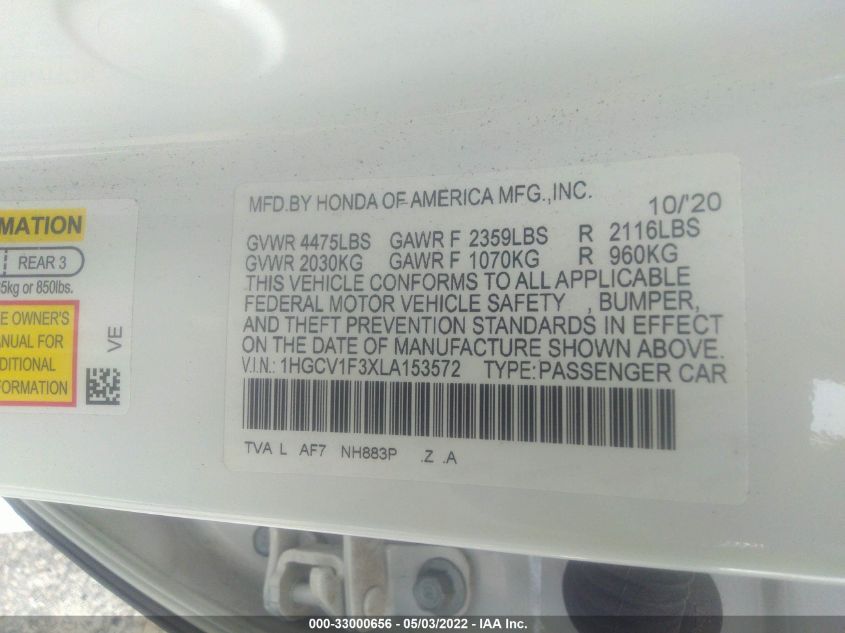 MATION
REAR 3
5kg or 850lbs.
E OWNER'S
ANUAL FOR
DITIONAL
FORMATION
VE
MFD.BY HONDA OF AMERICA MFG.,INC. 10/'20
GVWR 4475LBS GAWR F 2359LBS R 2116LBS
GVWR 2030KG GAWR F 1070KG R 960KG
THIS VEHICLE CONFORMS TO ALL APPLICABLE
FEDERAL MOTOR VEHICLE SAFETY , BUMPER,
AND THEFT PREVENTION STANDARDS IN EFFECT
ON THE DATE OF MANUFACTURE SHOWN ABOVE.
V.I.N.: 1HGCV1F3XLA153572 TYPE:PASSENGER CAR
TVA L AF7 NH883P .Z .A
000-33000656 - 05/03/2022 - IAA Inc.